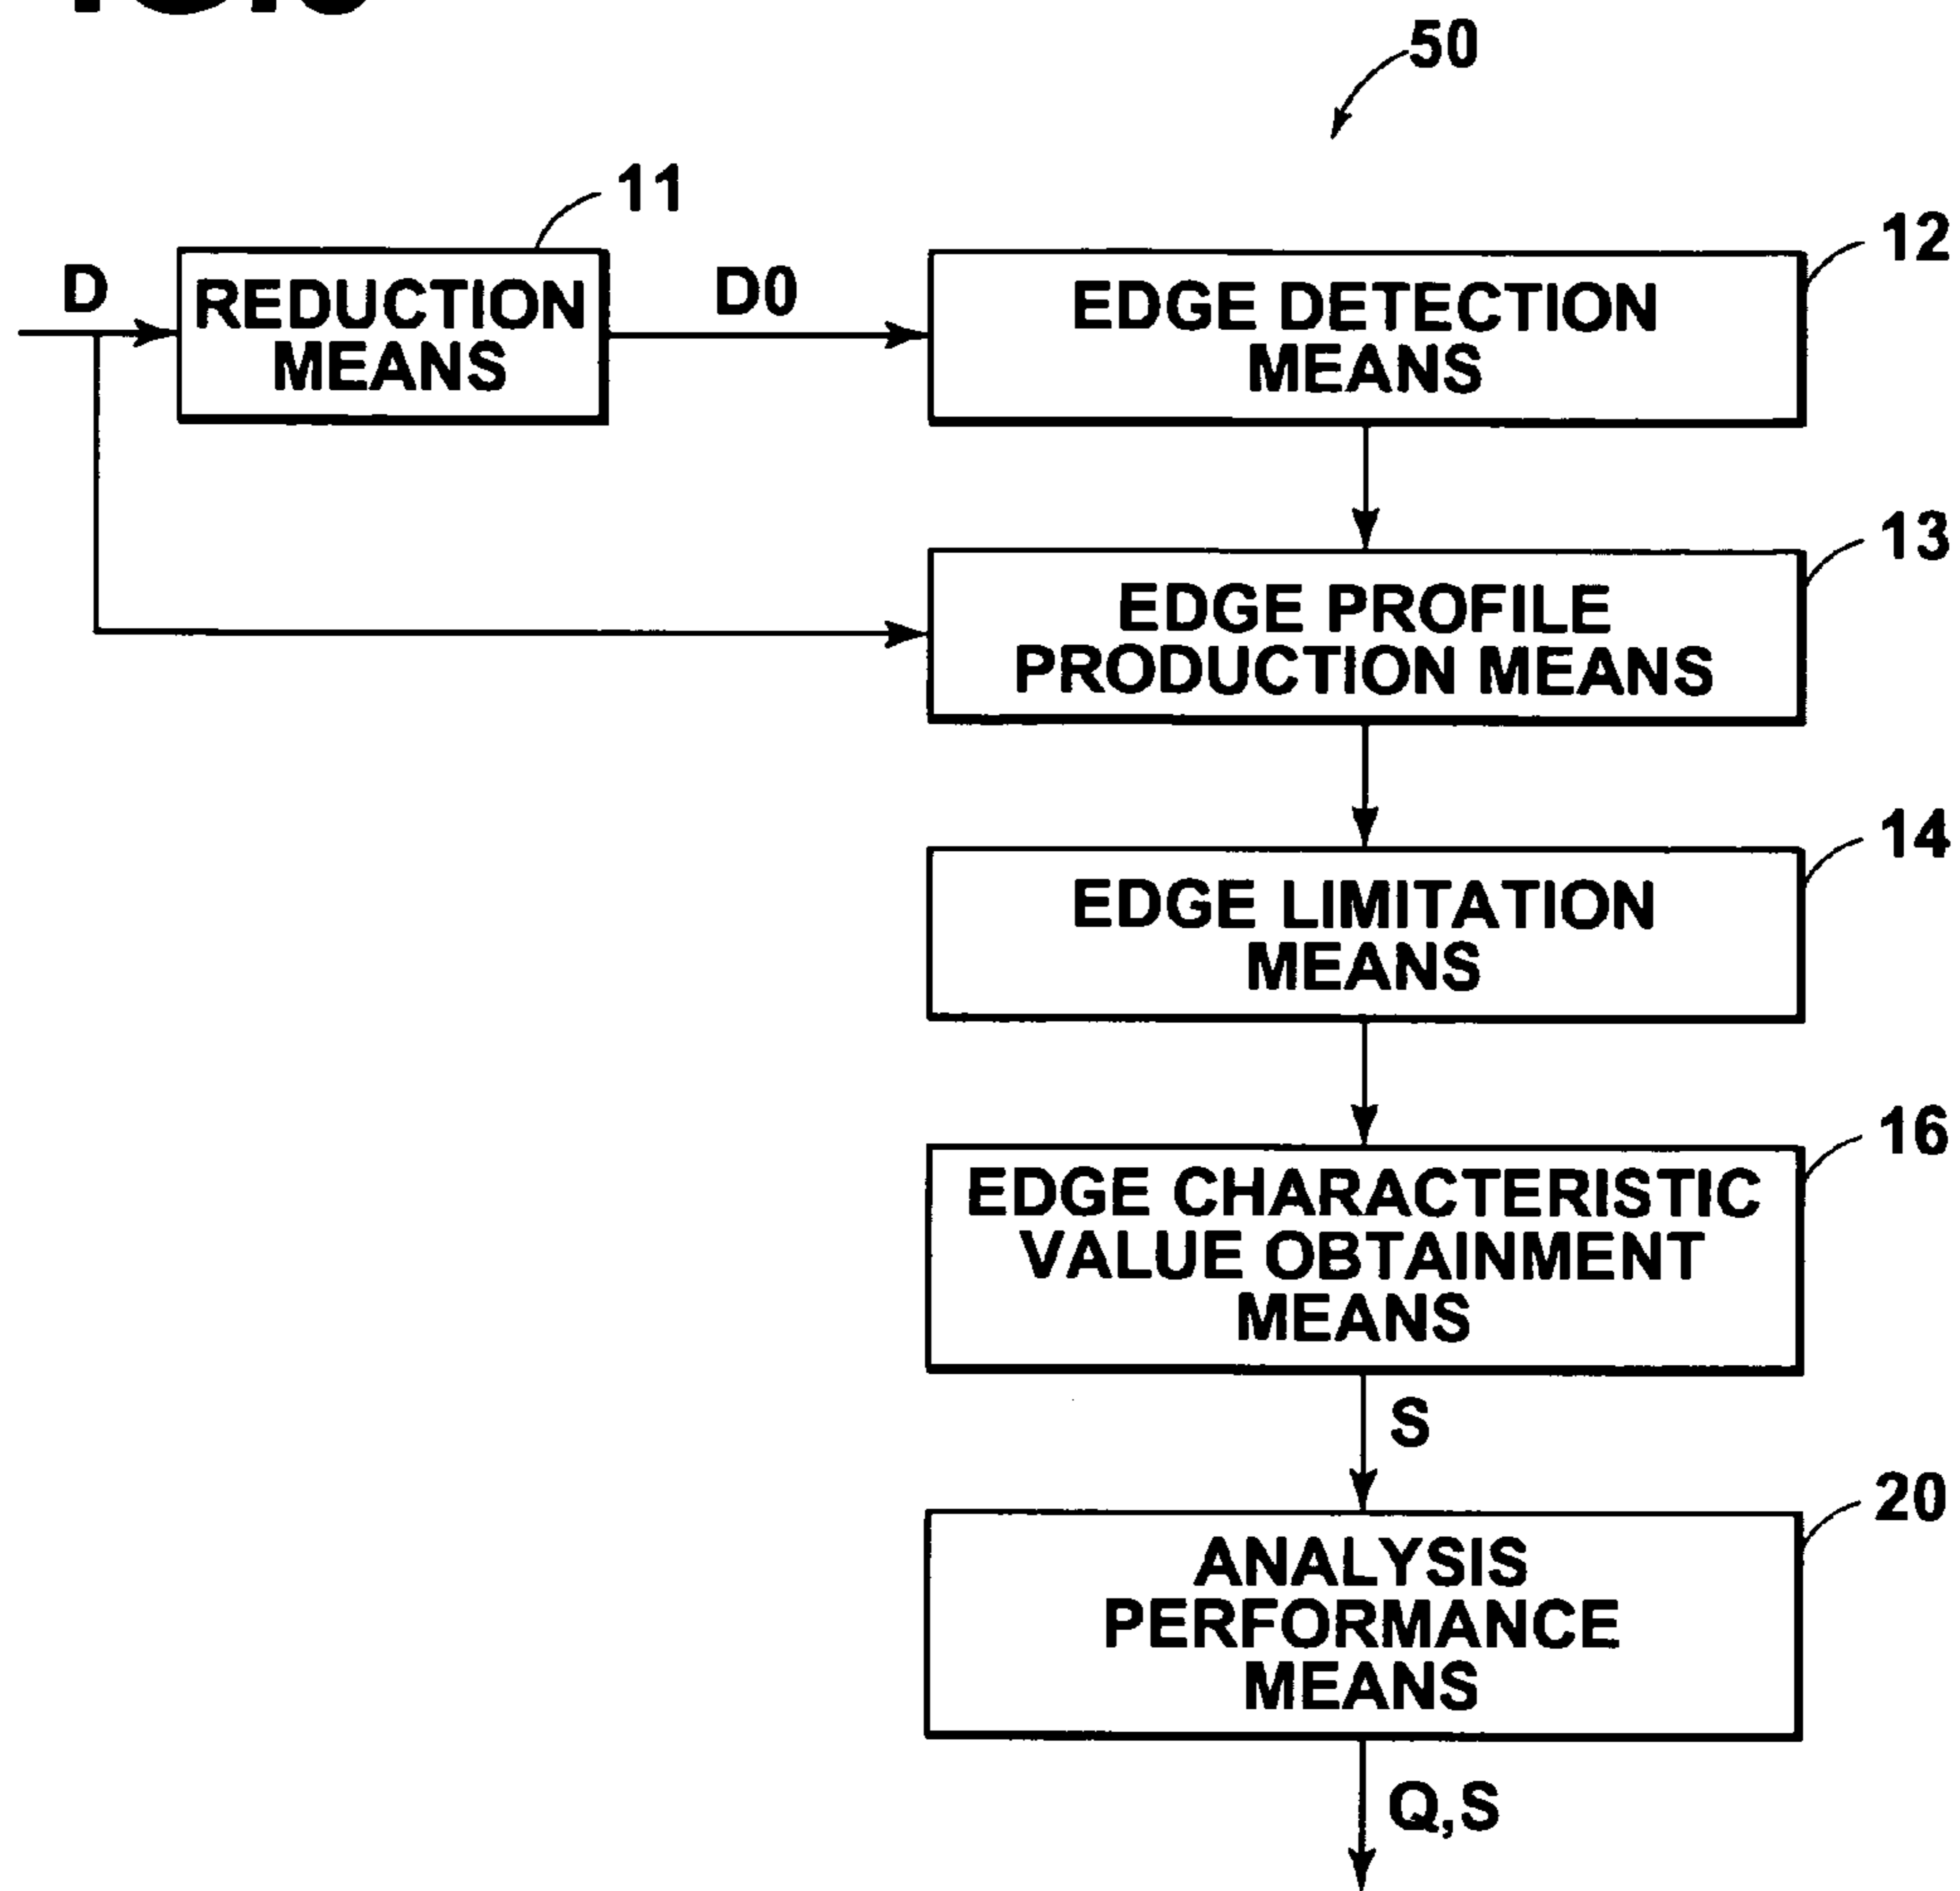 50
11
D
REDUCTION
MEANS
D0
12
EDGE DETECTION
MEANS
13
EDGE PROFILE
PRODUCTION MEANS
14
EDGE LIMITATION
MEANS
16
EDGE CHARACTERISTIC
VALUE OBTAINMENT
MEANS
S
20
ANALYSIS
PERFORMANCE
MEANS
Q,S